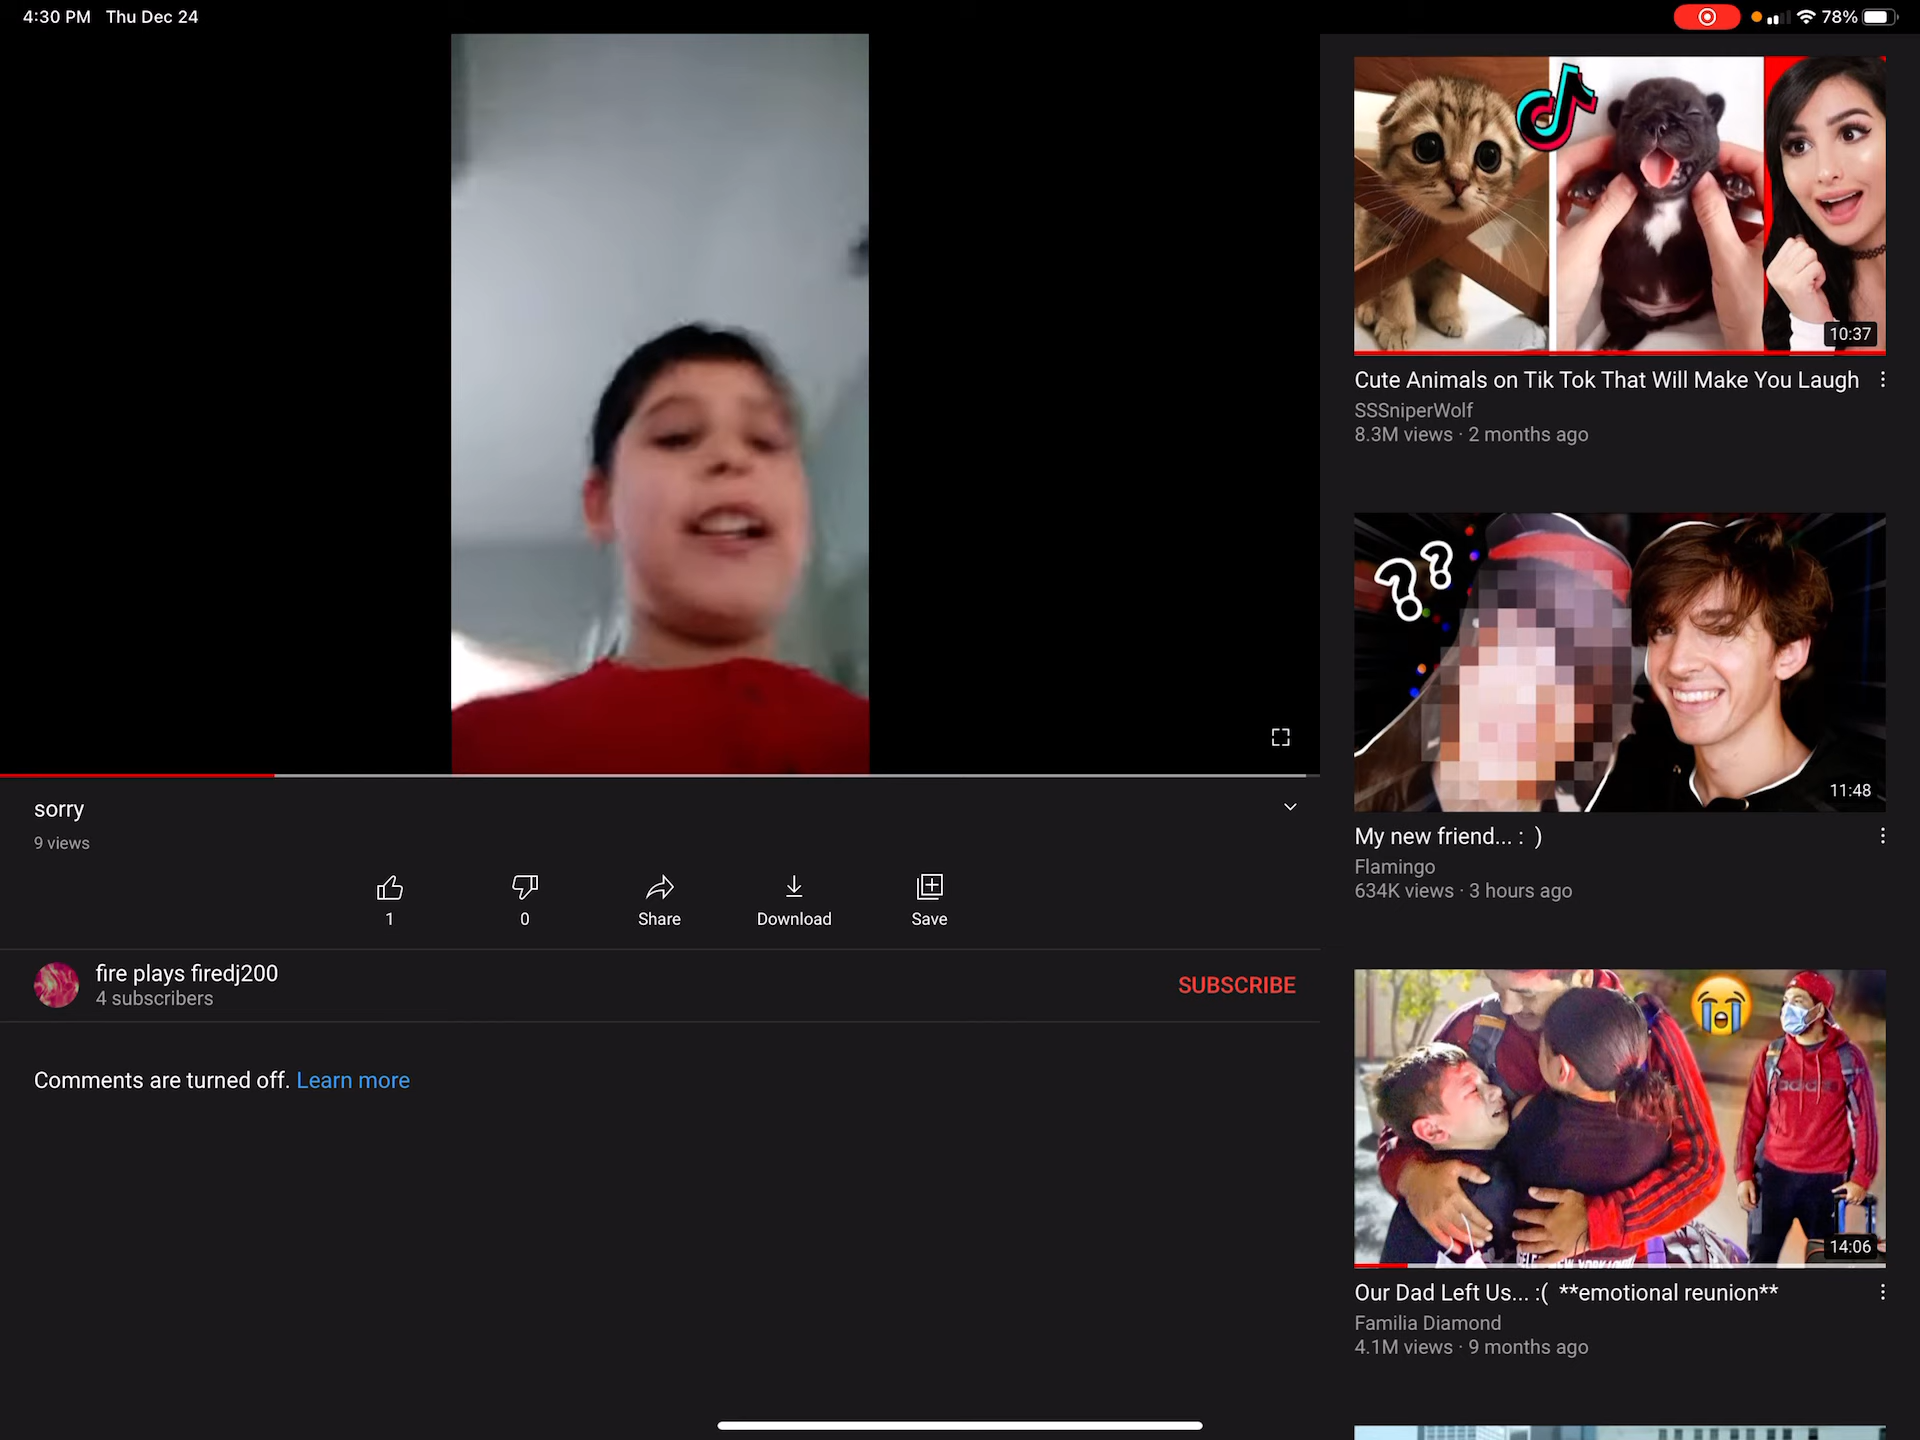 4:30 PM Thu Dec 24
78%
sorry
9 views
1
0
Share
Download
Save
fire plays firedj200
4 subscribers
SUBSCRIBE
Comments are turned off. Learn more
10:37
Cute Animals on Tik Tok That Will Make You Laugh
SSSniperWolf
8.3M views · 2 months ago
??
11:48
My new friend... : )
Flamingo
634K views · 3 hours ago
adidas
14:06
Our Dad Left Us... :( **emotional reunion**
Familia Diamond
4.1M views · 9 months ago